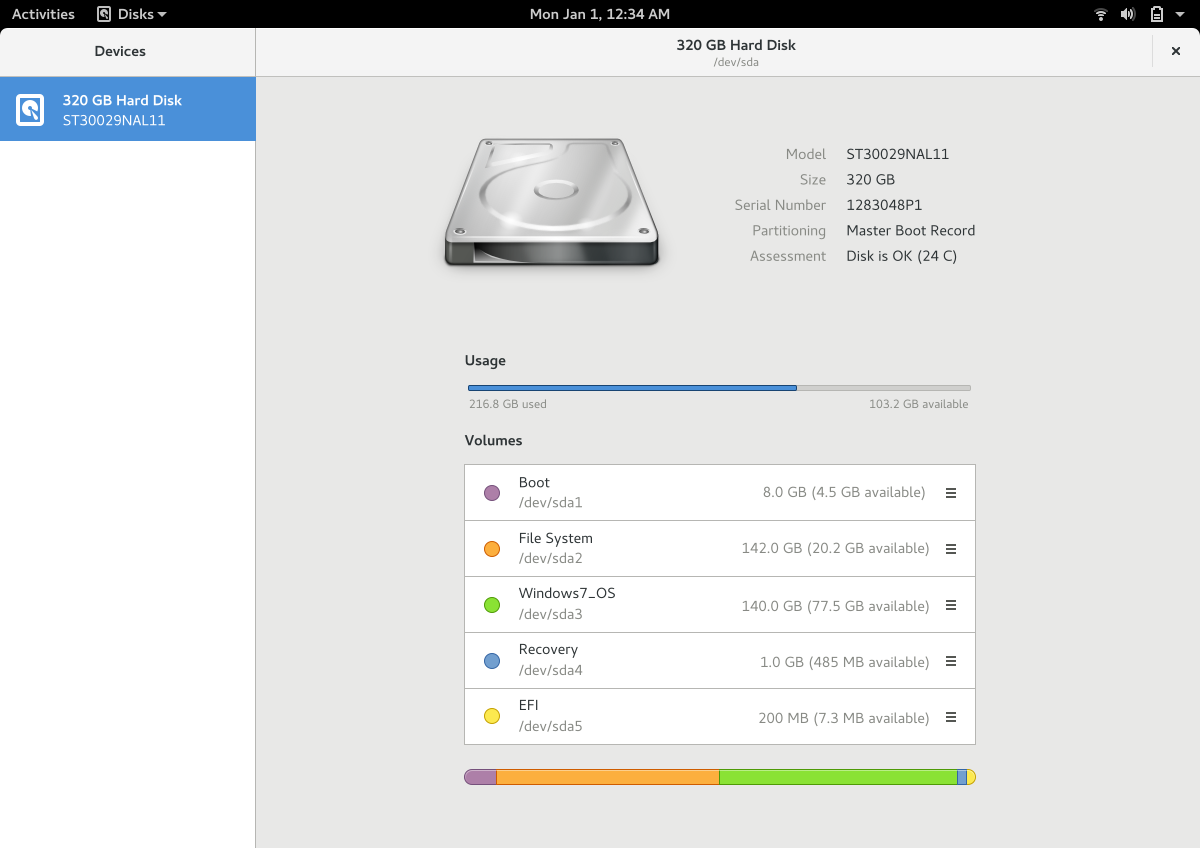 Activities Disks Mon Jan 1, 12:34 AM
Devices
320 GB Hard Disk
/dev/sda
320 GB Hard Disk
ST30029NAL11
Model ST30029NAL11
Size 320 GB
Serial Number 1283048P1
Partitioning Master Boot Record
Assessment Disk is OK (24 C)
Usage
216.8 GB used 103.2 GB available
Volumes
Boot
/dev/sda1
8.0 GB (4.5 GB available)
File System
/dev/sda2
142.0 GB (20.2 GB available)
Windows7_OS
/dev/sda3
140.0 GB (77.5 GB available)
Recovery
/dev/sda4
1.0 GB (485 MB available)
EFI
/dev/sda5
200 MB (7.3 MB available)